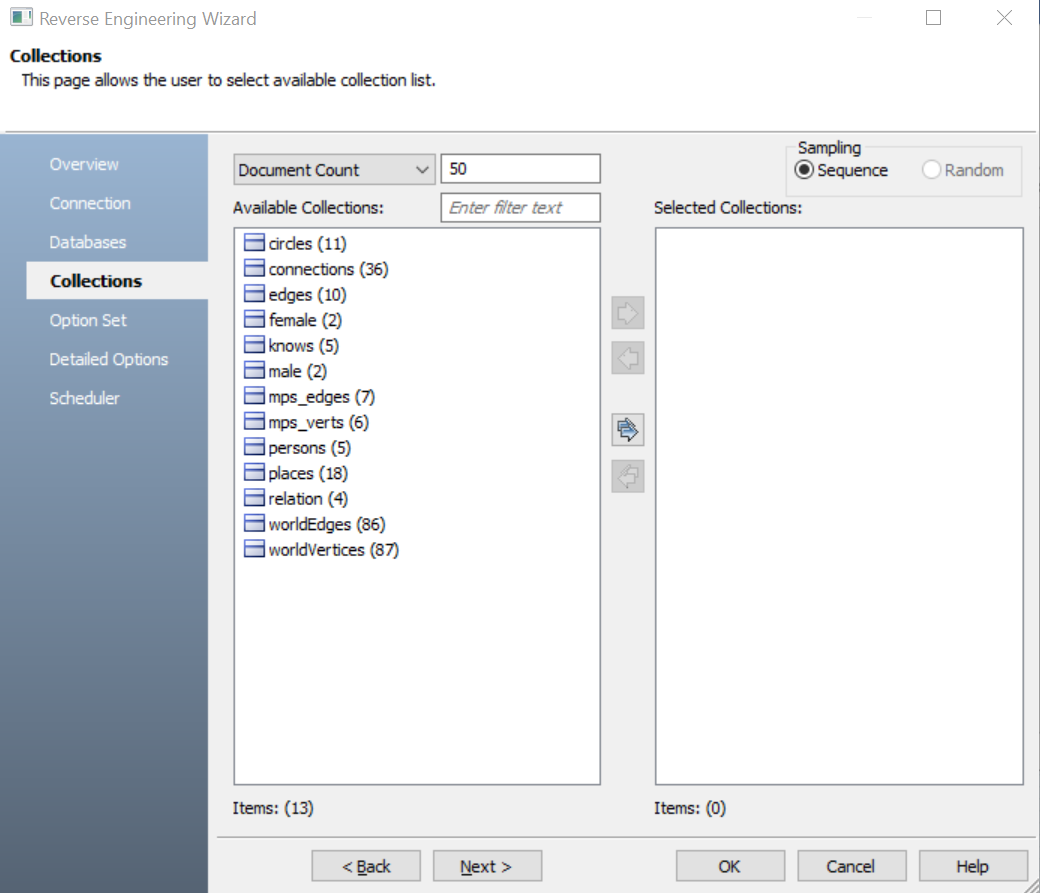 Reverse Engineering Wizard
Collections
This page allows the user to select available collection list.
Overview
Connection
Databases
Collections
Option Set
Detailed Options
Scheduler
Document Count
50
Sampling
Sequence
Random
Available Collections:
Enter filter text
Selected Collections:
circles (11)
connections (36)
edges (10)
female (2)
knows (5)
male (2)
mps_edges (7)
mps_verts (6)
persons (5)
places (18)
relation (4)
worldEdges (86)
worldVertices (87)
Items: (13)
Items: (0)
< Back
Next >
OK
Cancel
Help